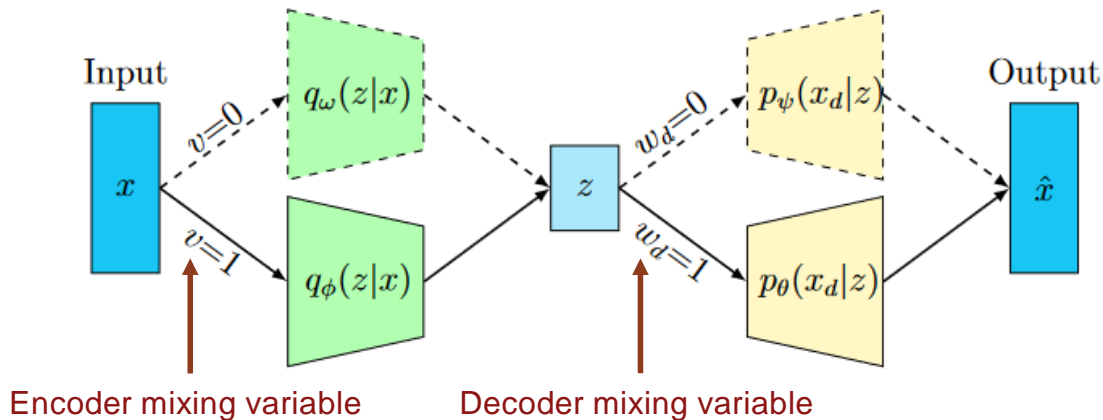 Input
Output
v=0
q_ω(z|x)
w_d=0
p_ψ(x_d|z)
x
z
x̂
v=1
q_ϕ(z|x)
w_d=1
p_θ(x_d|z)
Encoder mixing variable
Decoder mixing variable